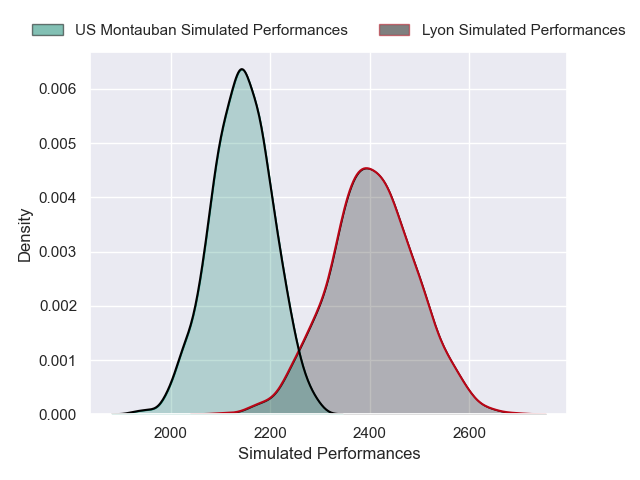 US Montauban Simulated Performances Lyon Simulated Performances
0.006
0.005
0.004
0.003
0.002
0.001
0.000
Density
2000 2200 2400 2600
Simulated Performances